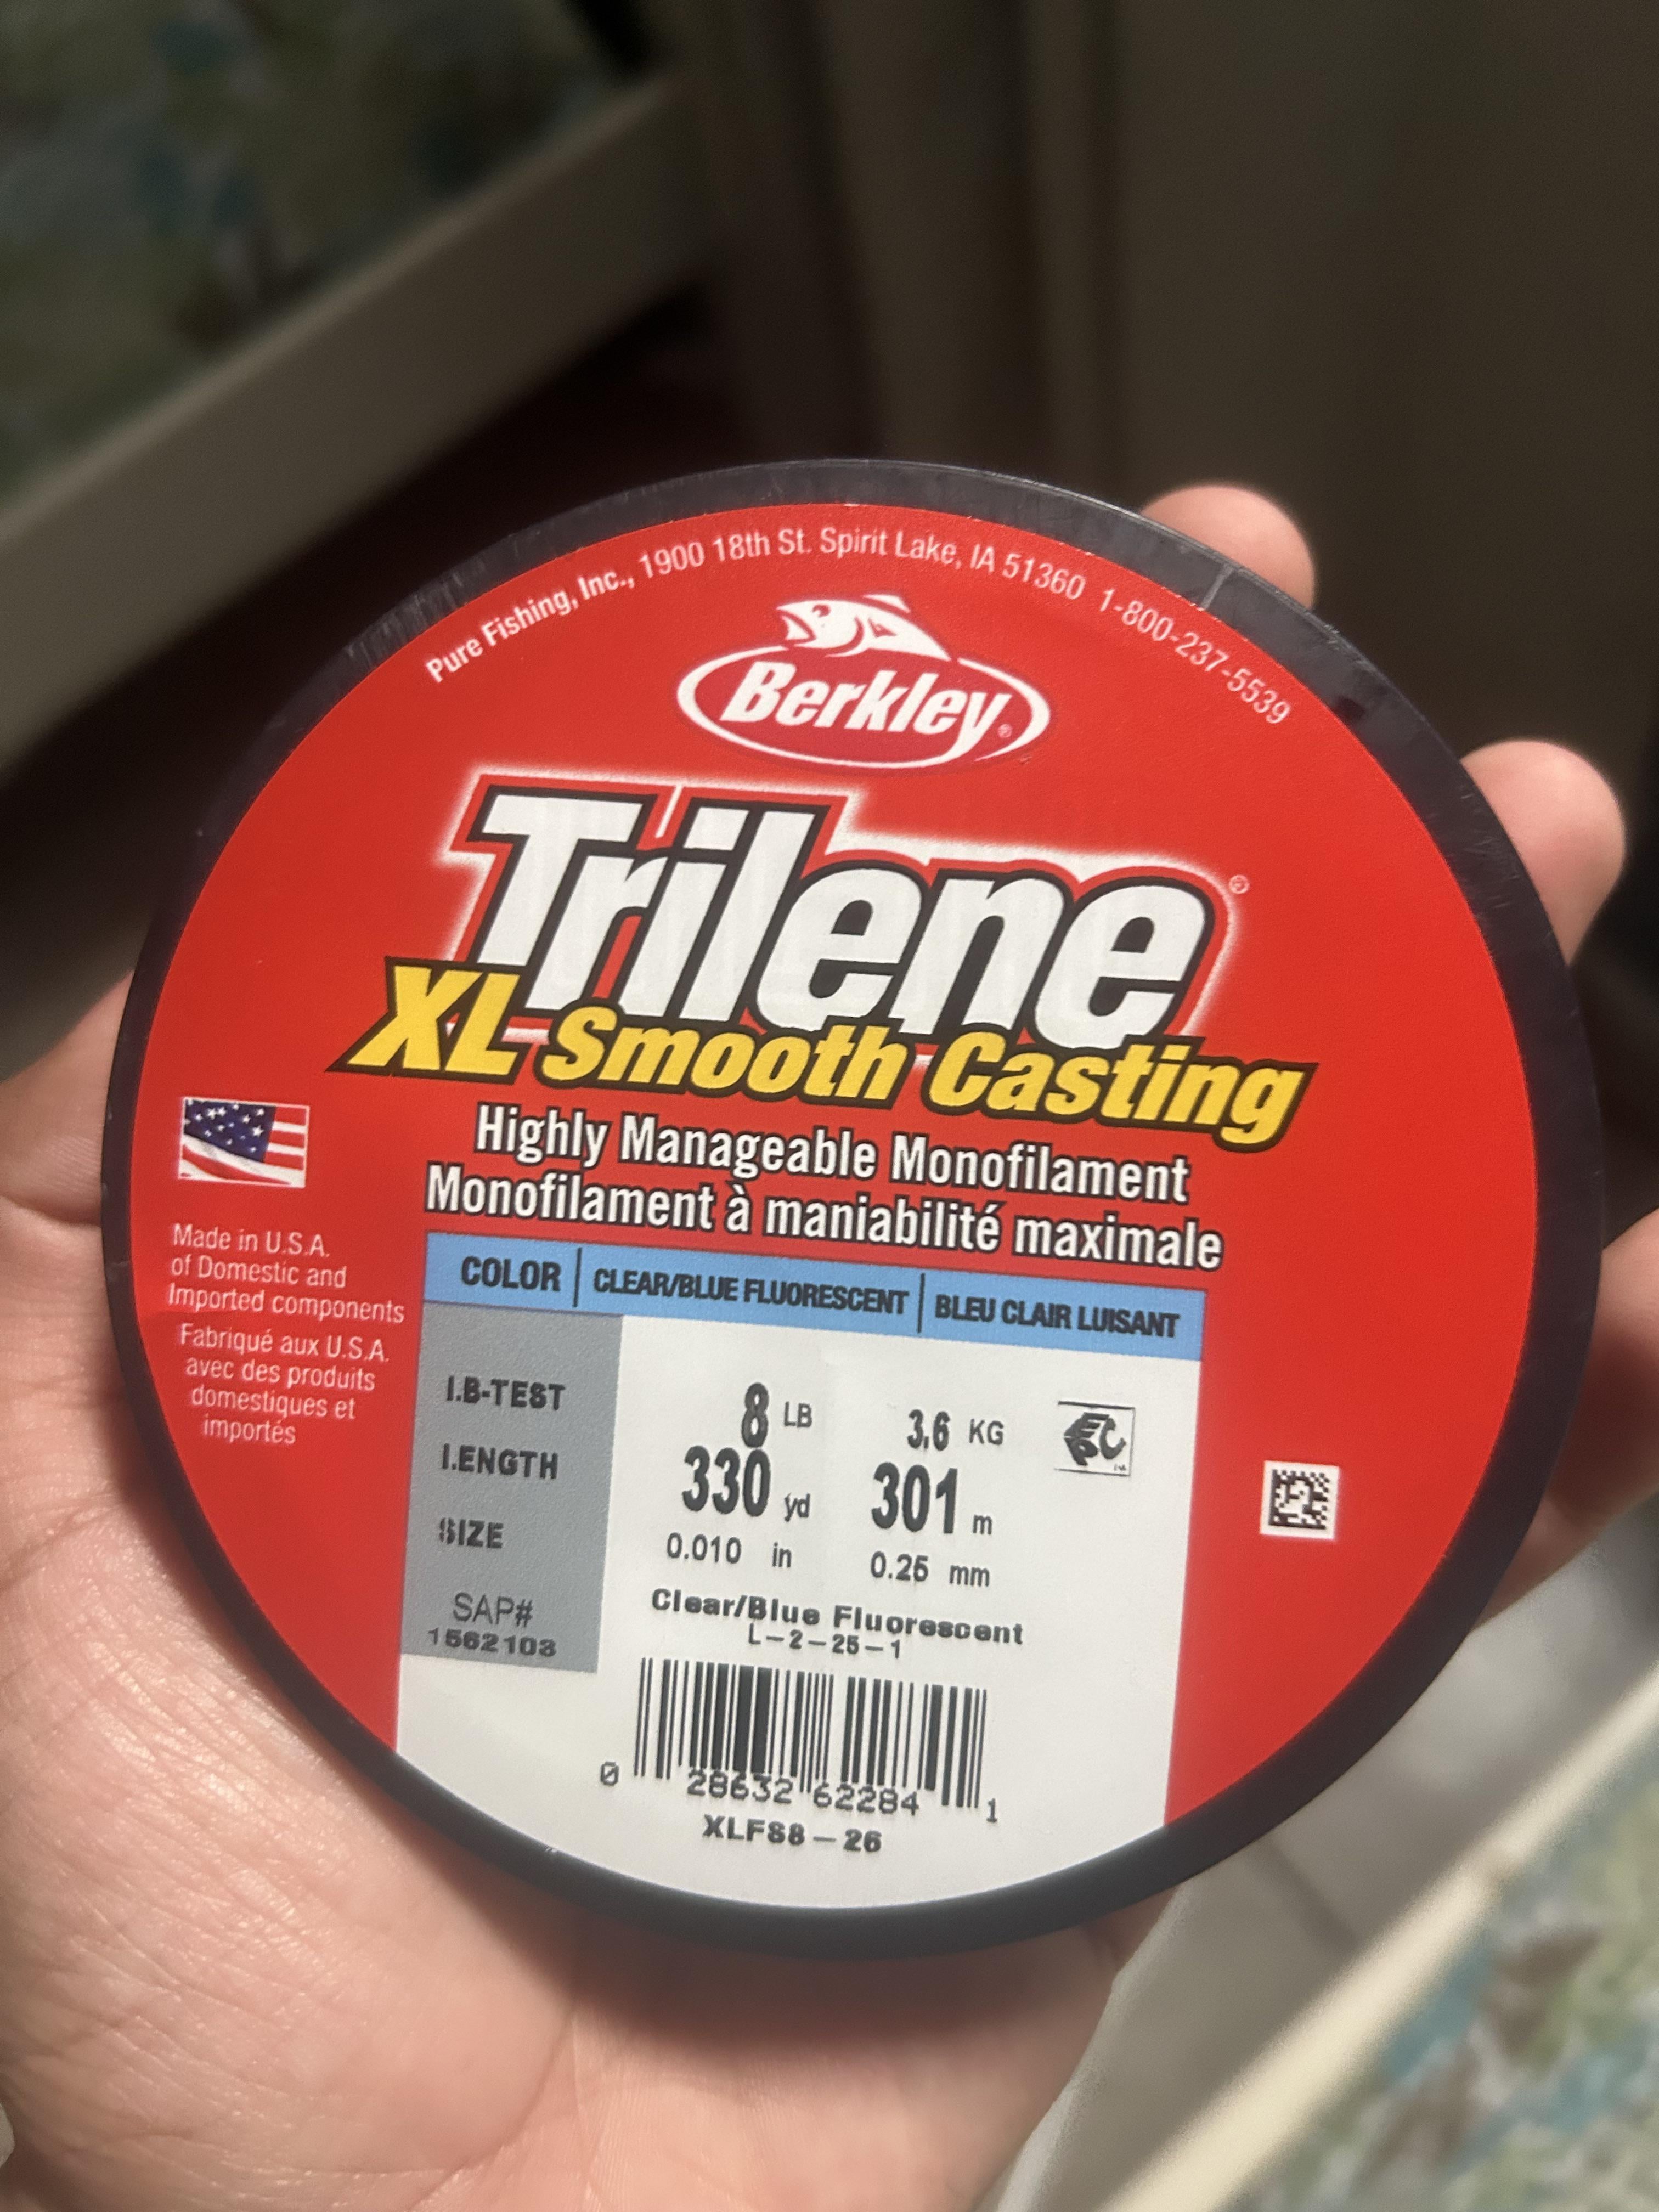 Pure Fishing, Inc., 1900 18th St. Spirit Lake, IA 51360 1-800-237-5539
Berkley®
Trilene®
XL Smooth Casting
Highly Manageable Monofilament
Monofilament à maniabilité maximale
Made in U.S.A.
of Domestic and
Imported components
Fabriqué aux U.S.A.
avec des produits
domestiques et
importés
COLOR CLEAR/BLUE FLUORESCENT BLEU CLAIR LUISANT
LB-TEST 8 LB 3,6 KG
LENGTH 330 yd 301 m
SIZE 0.010 in 0.25 mm
SAP# Clear/Blue Fluorescent
1562103 L-2-25-1
0 28632 62284 1
XLFS8-26